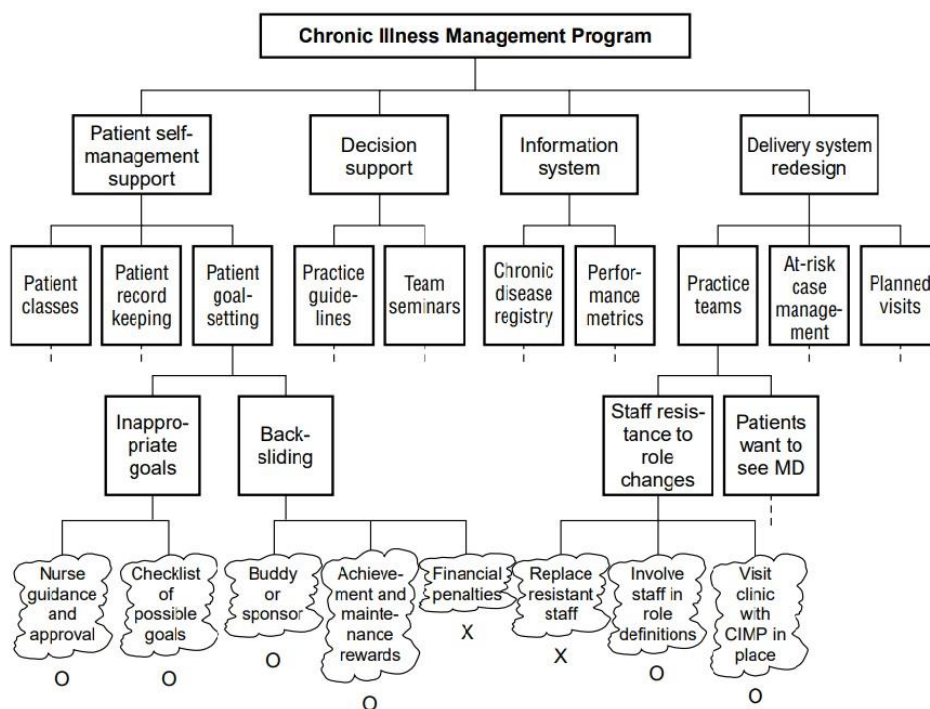 Chronic Illness Management Program
Patient self-
management
support
Decision
support
Information
system
Delivery system
redesign
Patient
classes
Patient
record
keeping
Patient
goal-
setting
Practice
guide-
lines
Team
seminars
Chronic
disease
registry
Perfor-
mance
metrics
Practice
teams
At-risk
case
manage-
ment
Planned
visits
Inappro-
priate
goals
Back-
sliding
Staff resis-
tance to
role
changes
Patients
want to
see MD
Nurse
guidance
and
approval
O
Checklist
of
possible
goals
O
Buddy
or
sponsor
O
Achieve-
ment and
mainte-
nance
rewards
O
Financial
penalties
X
Replace
resistant
staff
X
Involve
staff in
role
definitions
O
Visit
clinic
with
CIMP in
place
O